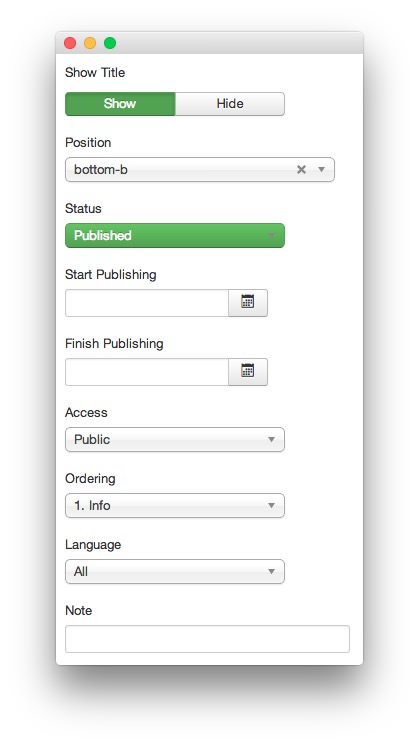 Show Title
Show Hide
Position
bottom-b
Status
Published
Start Publishing
Finish Publishing
Access
Public
Ordering
1. Info
Language
All
Note